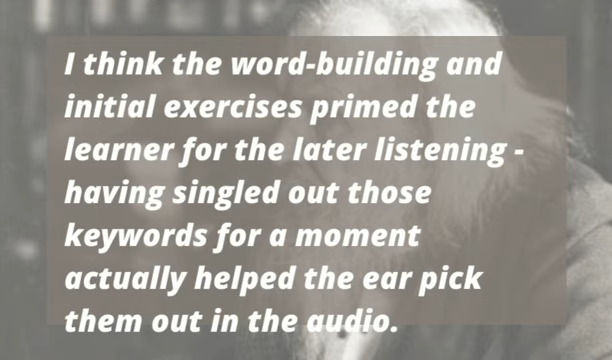 I think the word-building and
initial exercises primed the
learner for the later listening -
having singled out those
keywords for a moment
actually helped the ear pick
them out in the audio.